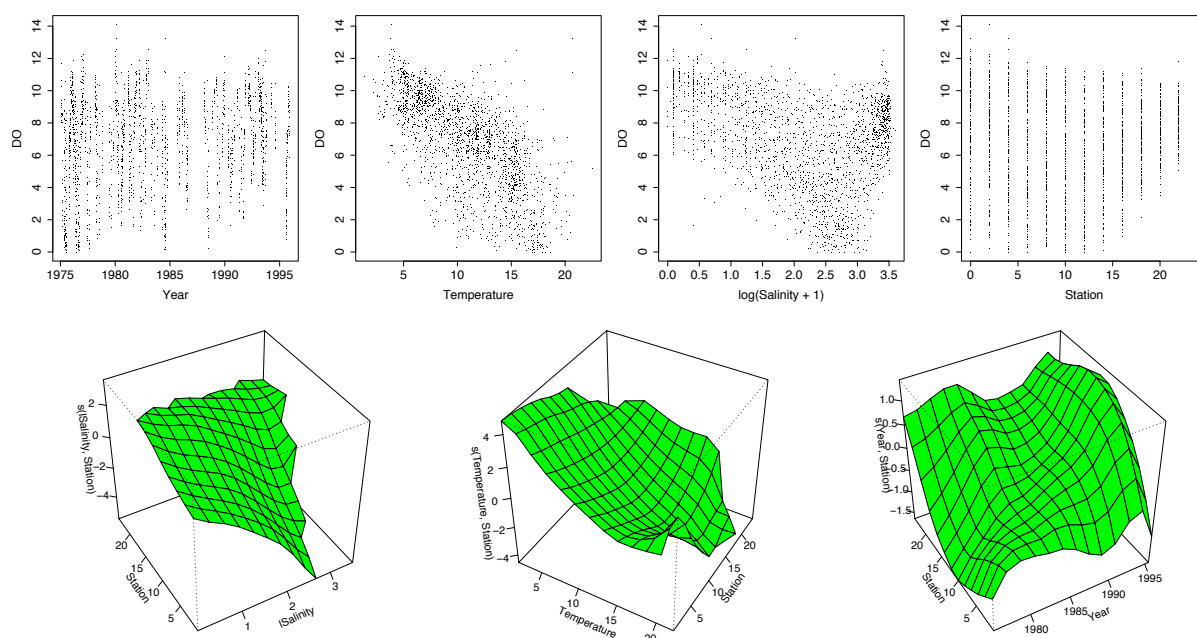 DO
0 2 4 6 8 10 12 14
1975 1980 1985 1990 1995
Year
DO
0 2 4 6 8 10 12 14
5 10 15 20
Temperature
DO
0 2 4 6 8 10 12 14
0.0 0.5 1.0 1.5 2.0 2.5 3.0 3.5
log(Salinity + 1)
DO
0 2 4 6 8 10 12 14
0 5 10 15 20
Station
s(lSalinity, Station)
2
0
−2
−4
20
15
10
5
Station
1 2 3
lSalinity
s(Temperature, Station)
4
2
0
−2
−4
5 10 15 20
Temperature
5
10
15
20
Station
s(Year, Station)
1.0
0.5
0.0
−0.5
−1.0
−1.5
20
15
10
5
Station
1980 1985 1990 1995
Year